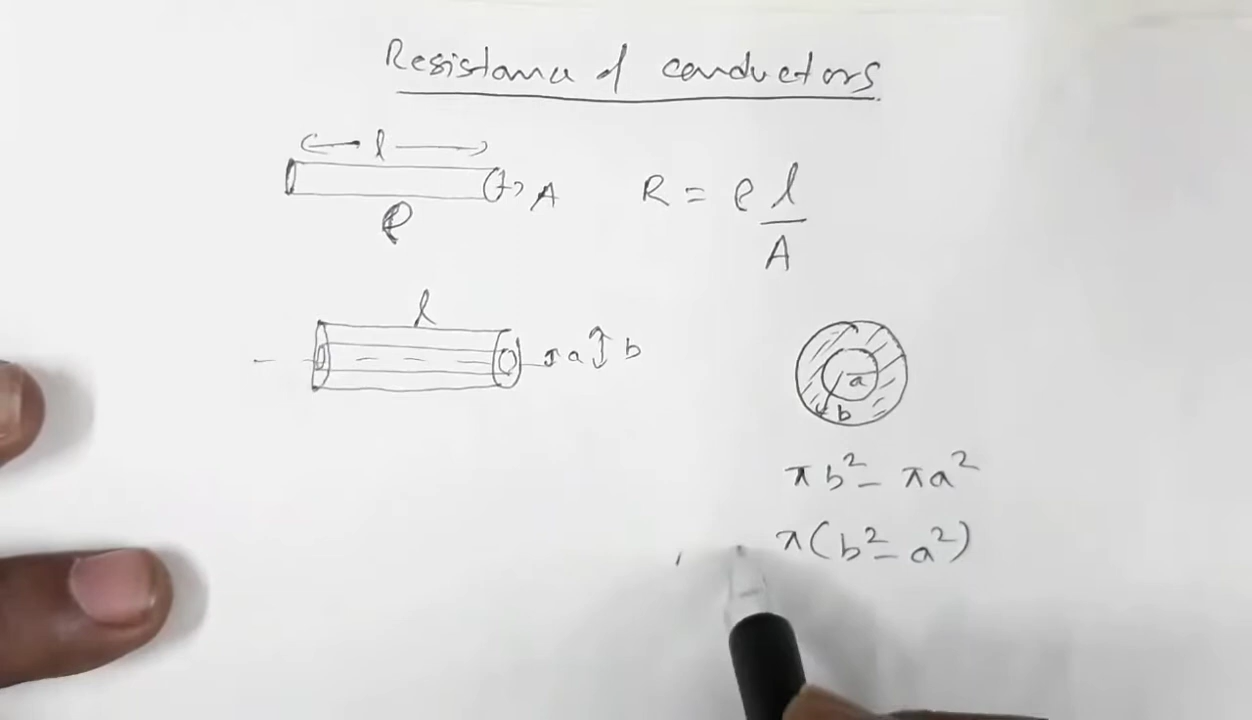 Resistance of conductors
l
A
ρ
R = ρ l/A
l
a b
a
b
πb² - πa²
π(b² - a²)